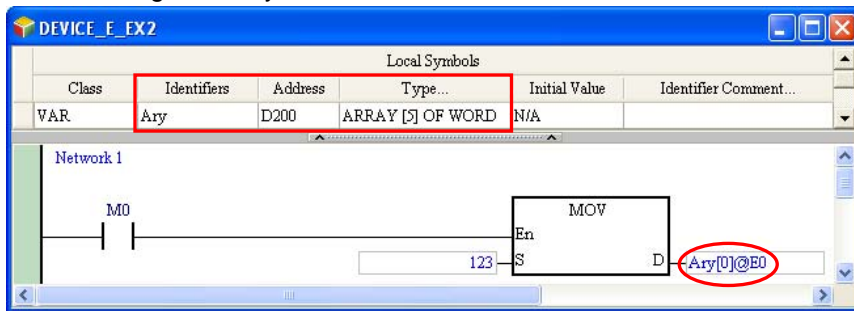 DEVICE_E_EX2
Local Symbols
Class Identifiers Address Type... Initial Value Identifier Comment...
VAR Ary D200 ARRAY [5] OF WORD N/A
Network 1
M0
MOV
En
123 S D Ary[0]@E0